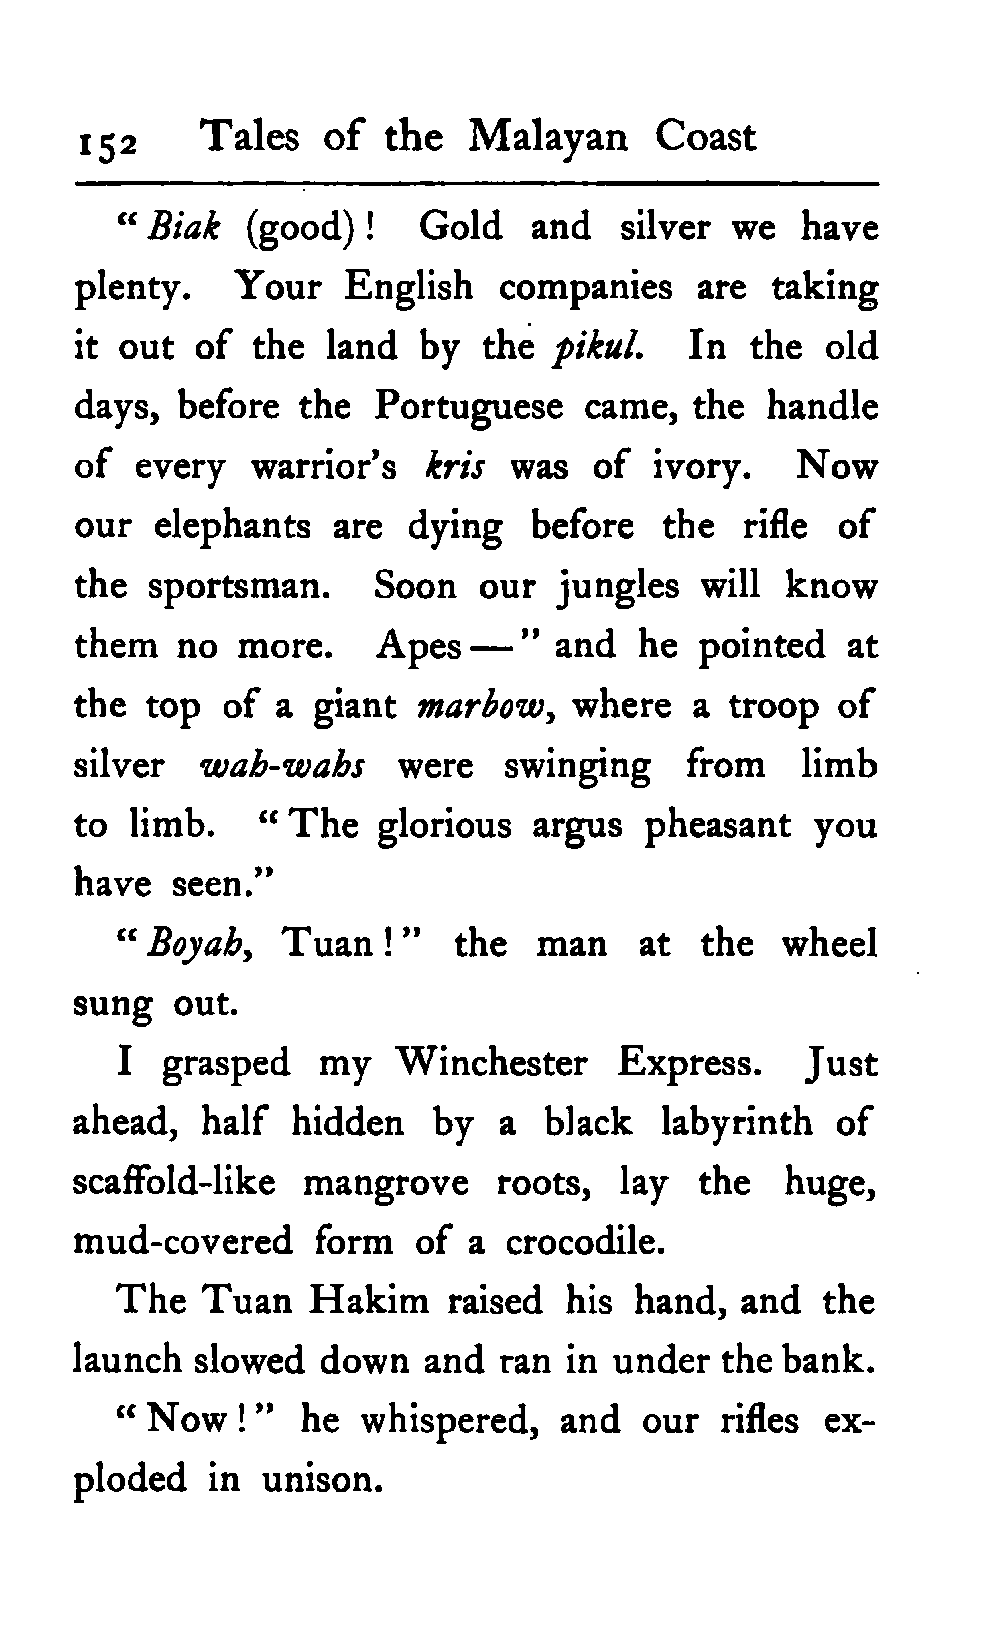 152 Tales of the Malayan Coast
“Biak (good)! Gold and silver we have
plenty. Your English companies are taking
it out of the land by the pikul. In the old
days, before the Portuguese came, the handle
of every warrior’s kris was of ivory. Now
our elephants are dying before the rifle of
the sportsman. Soon our jungles will know
them no more. Apes—” and he pointed at
the top of a giant marbow, where a troop of
silver wah-wahs were swinging from limb
to limb. “The glorious argus pheasant you
have seen.”
“Boyah, Tuan!” the man at the wheel
sung out.
I grasped my Winchester Express. Just
ahead, half hidden by a black labyrinth of
scaffold-like mangrove roots, lay the huge,
mud-covered form of a crocodile.
The Tuan Hakim raised his hand, and the
launch slowed down and ran in under the bank.
“Now!” he whispered, and our rifles ex-
ploded in unison.